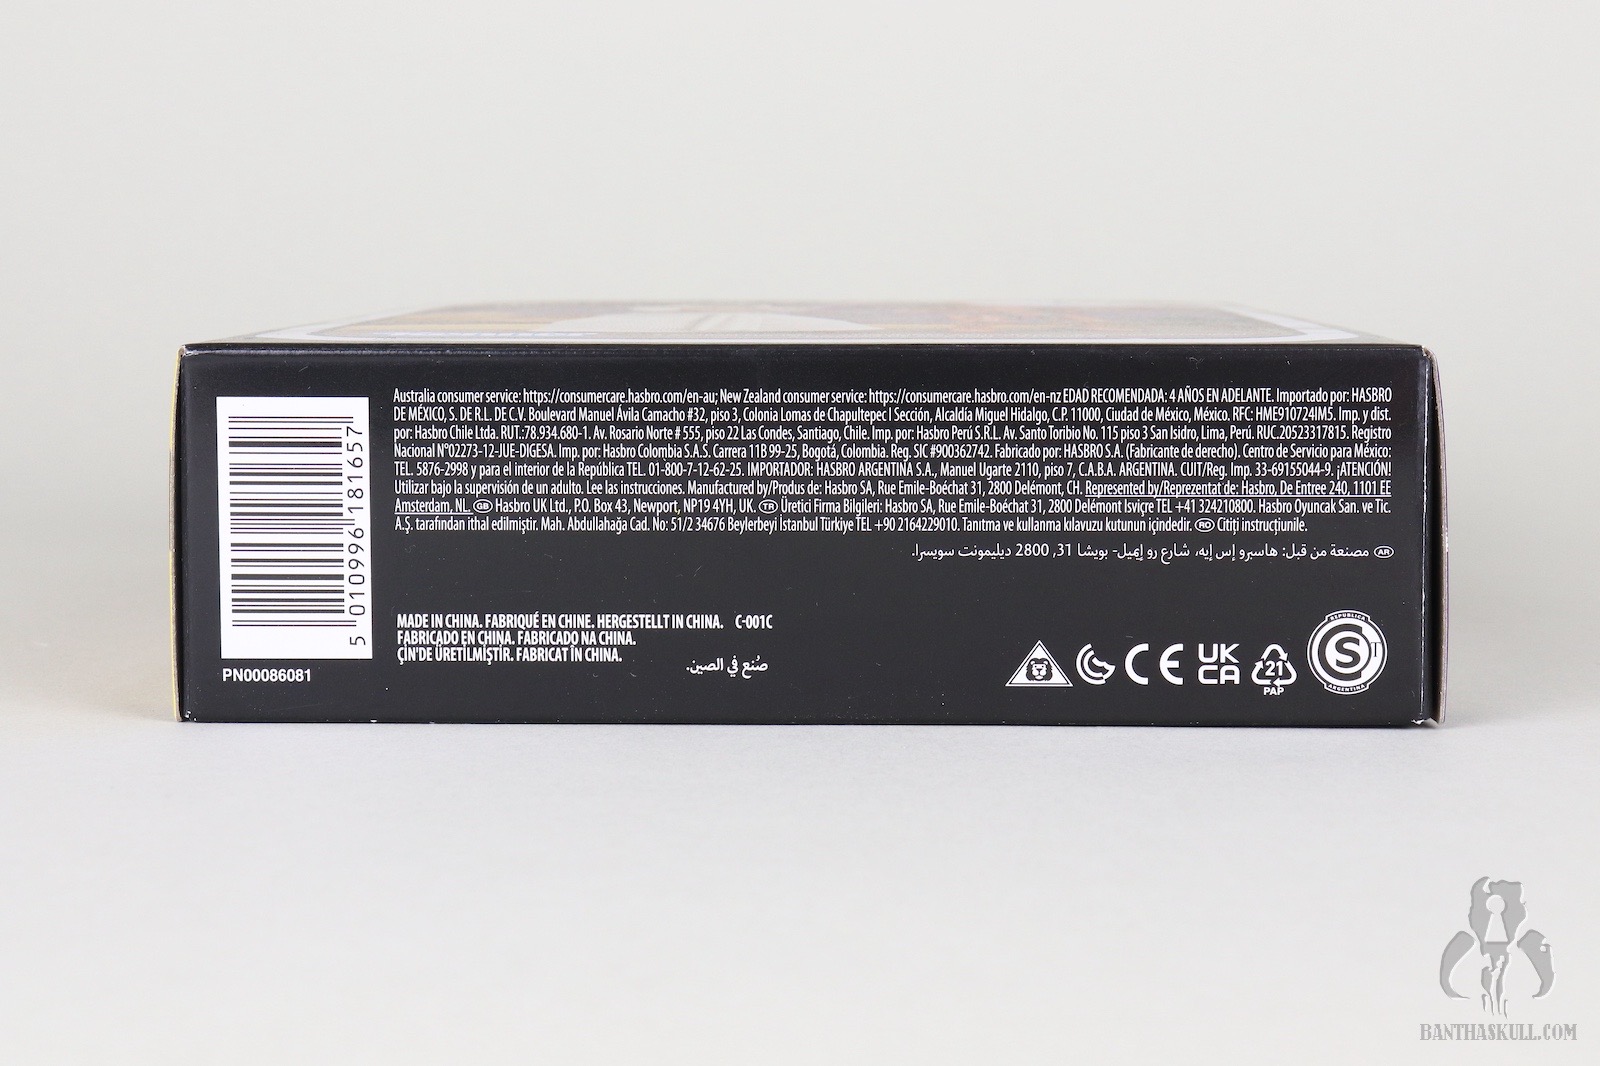 Australia consumer service: https://consumercare.hasbro.com/en-au; New Zealand consumer service: https://consumercare.hasbro.com/en-nz EDAD RECOMENDADA: 4 AÑOS EN ADELANTE. Importado por: HASBRO
DE MÉXICO, S. DE R.L. DE C.V. Boulevard Manuel Ávila Camacho #32, piso 3, Colonia Lomas de Chapultepec I Sección, Alcaldía Miguel Hidalgo, C.P. 11000, Ciudad de México, México. RFC: HME910724IM5. Imp. y dist.
por: Hasbro Chile Ltda. RUT.:78.934.680-1. Av. Rosario Norte # 555, piso 22 Las Condes, Santiago, Chile. Imp. por: Hasbro Perú S.R.L. Av. Santo Toribio No. 115 piso 3 San Isidro, Lima, Perú. RUC.20523317815. Registro
Nacional N°02273-12-JUE-DIGESA. Imp. por: Hasbro Colombia S.A.S. Carrera 11B 99-25, Bogotá, Colombia. Reg. SIC #900362742. Fabricado por: HASBRO S.A. (Fabricante de derecho). Centro de Servicio para México:
TEL. 5876-2998 y para el interior de la República TEL. 01-800-7-12-62-25. IMPORTADOR: HASBRO ARGENTINA S.A., Manuel Ugarte 2110, piso 7, C.A.B.A. ARGENTINA. CUIT/Reg. Imp. 33-69155044-9. ¡ATENCIÓN!
Utilizar bajo la supervisión de un adulto. Lee las instrucciones. Manufactured by/Produs de: Hasbro SA, Rue Emile-Boéchat 31, 2800 Delémont, CH. Represented by/Reprezentat de: Hasbro, De Entree 240, 1101 EE
Amsterdam, NL. GB Hasbro UK Ltd., P.O. Box 43, Newport, NP19 4YH, UK. TR Üretici Firma Bilgileri: Hasbro SA, Rue Emile-Boéchat 31, 2800 Delémont İsviçre TEL +41 324210800. Hasbro Oyuncak San. ve Tic.
A.Ş. tarafından ithal edilmiştir. Mah. Abdullahağa Cad. No: 51/2 34676 Beylerbeyi İstanbul Türkiye TEL +90 2164229010. Tanıtma ve kullanma kılavuzu kutunun içindedir. RO Citiți instrucțiunile.
AR مصنعة من قبل: هاسبرو إس إيه، شارع رو إيميل- بويشا 31, 2800 ديليمونت سويسرا.
5 010996 181657
PN00086081
MADE IN CHINA. FABRIQUÉ EN CHINE. HERGESTELLT IN CHINA. C-001C
FABRICADO EN CHINA. FABRICADO NA CHINA.
ÇİN'DE ÜRETİLMİŞTİR. FABRICAT ÎN CHINA.
صُنع في الصين.
CE
UK
CA
21
PAP
REPUBLICA
S
ARGENTINA
BANTHASKULL.COM